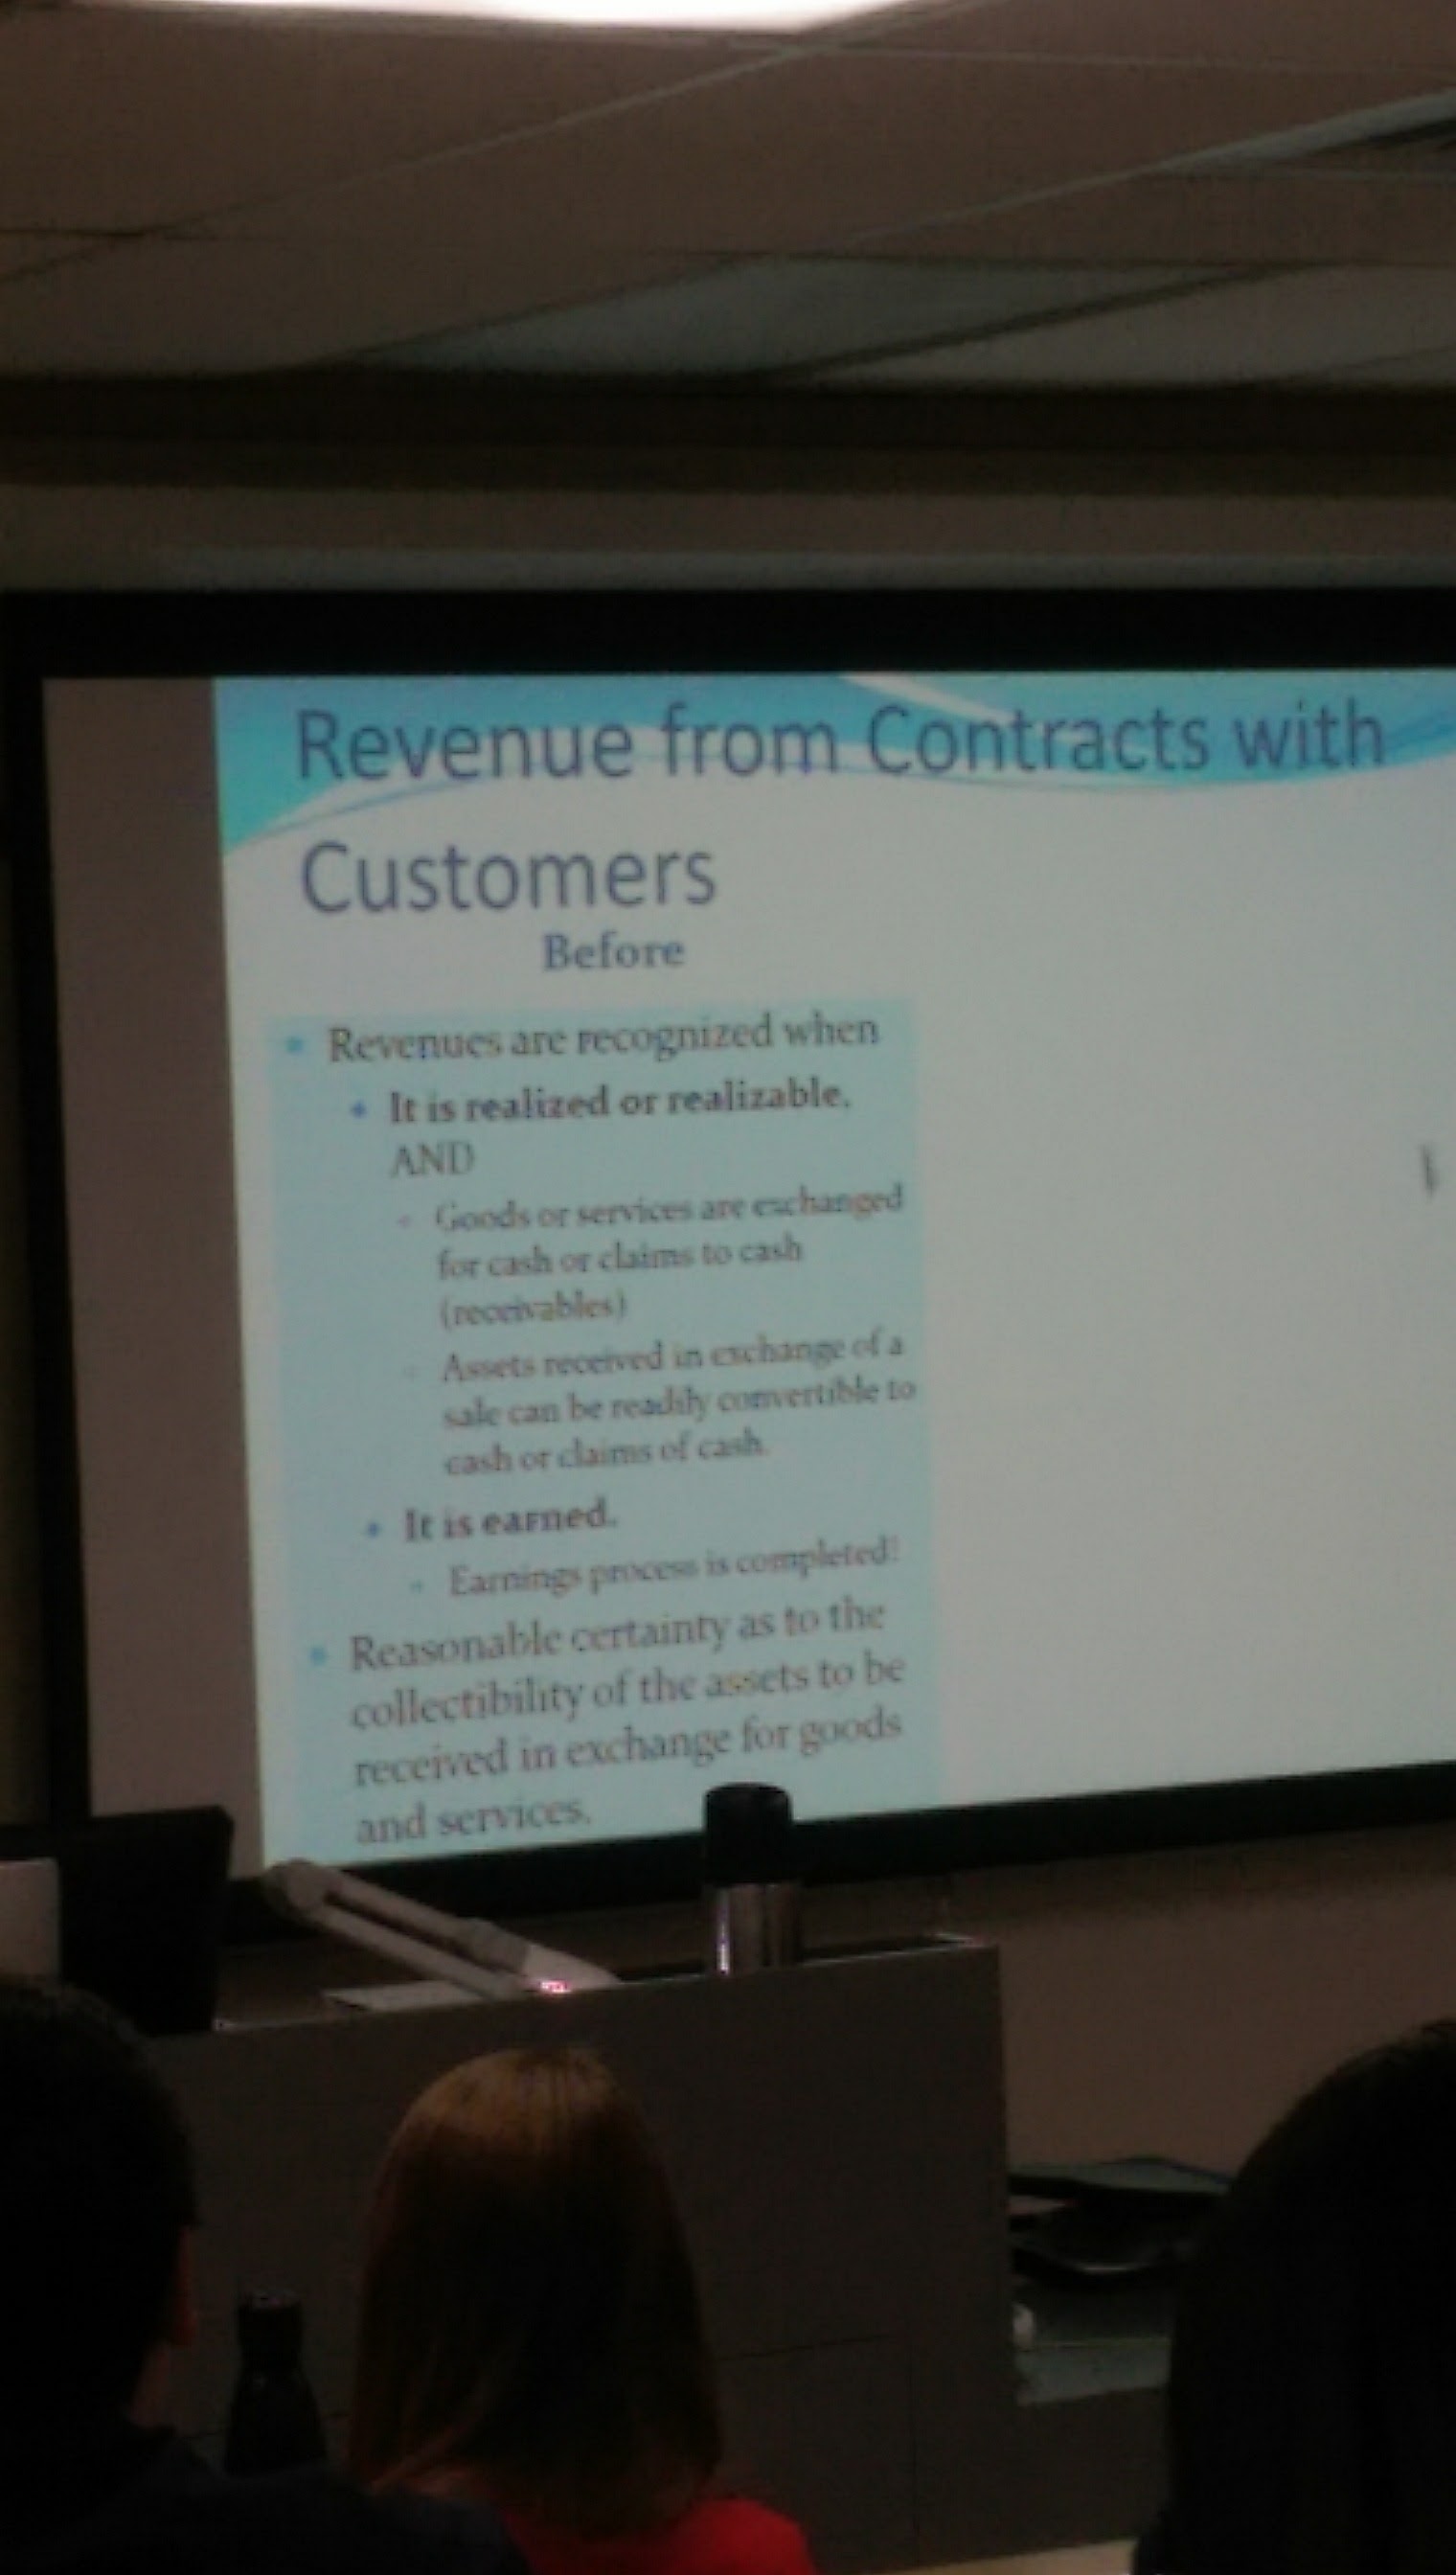 Revenue from Contracts with
Customers
Before
Revenues are recognized when
It is realized or realizable,
AND
Goods or services are exchanged
for cash or claims to cash
(receivables)
Assets received in exchange of a
sale can be readily convertible to
cash or claims of cash.
It is earned.
Earnings process is completed!
Reasonable certainty as to the
collectibility of the assets to be
received in exchange for goods
and services.